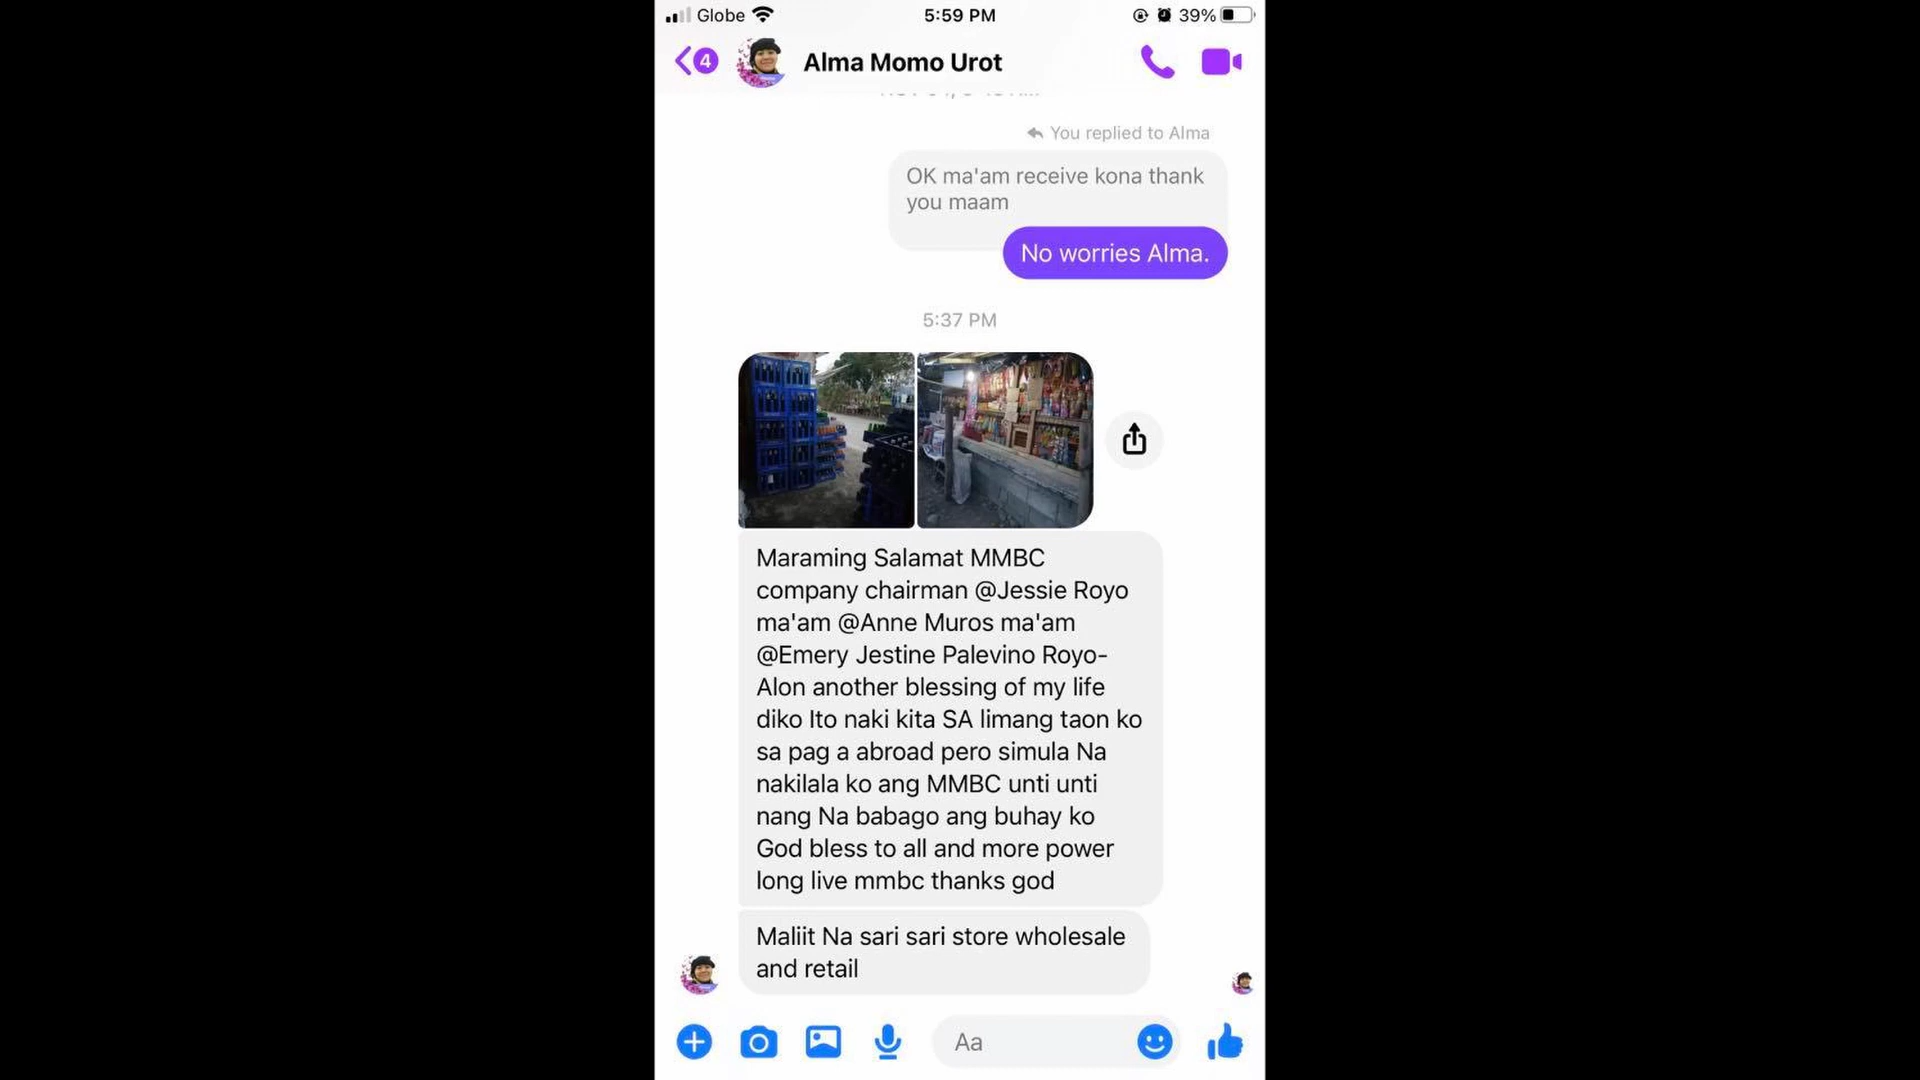 Globe
5:59 PM
39%
4
Alma Momo Urot
You replied to Alma
OK ma'am receive kona thank
you maam
No worries Alma.
5:37 PM
Maraming Salamat MMBC
company chairman @Jessie Royo
ma'am @Anne Muros ma'am
@Emery Jestine Palevino Royo-
Alon another blessing of my life
diko Ito naki kita SA limang taon ko
sa pag a abroad pero simula Na
nakilala ko ang MMBC unti unti
nang Na babago ang buhay ko
God bless to all and more power
long live mmbc thanks god
Maliit Na sari sari store wholesale
and retail
Aa